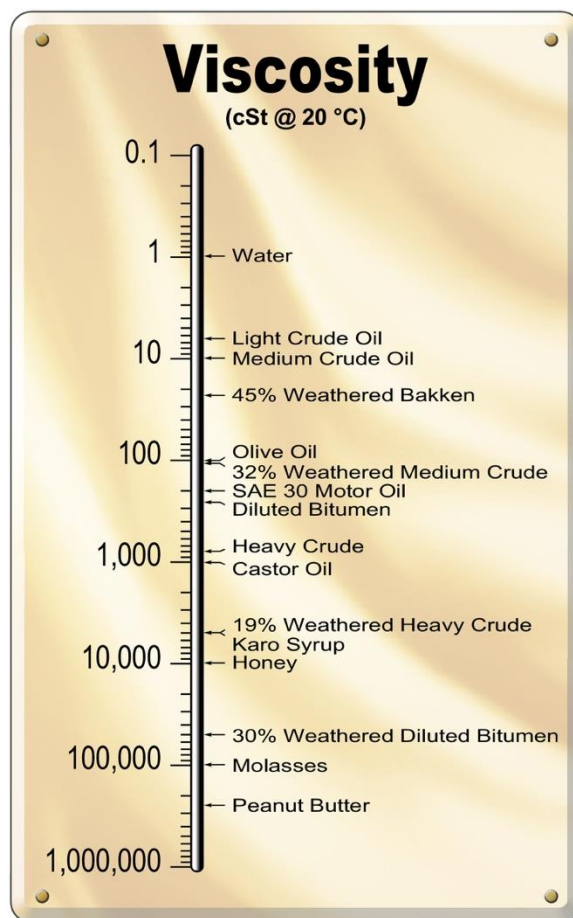 Viscosity
(cSt @ 20 °C)
0.1
1
Water
Light Crude Oil
10
Medium Crude Oil
45% Weathered Bakken
Olive Oil
100
32% Weathered Medium Crude
SAE 30 Motor Oil
Diluted Bitumen
Heavy Crude
1,000
Castor Oil
19% Weathered Heavy Crude
Karo Syrup
10,000
Honey
30% Weathered Diluted Bitumen
100,000
Molasses
Peanut Butter
1,000,000